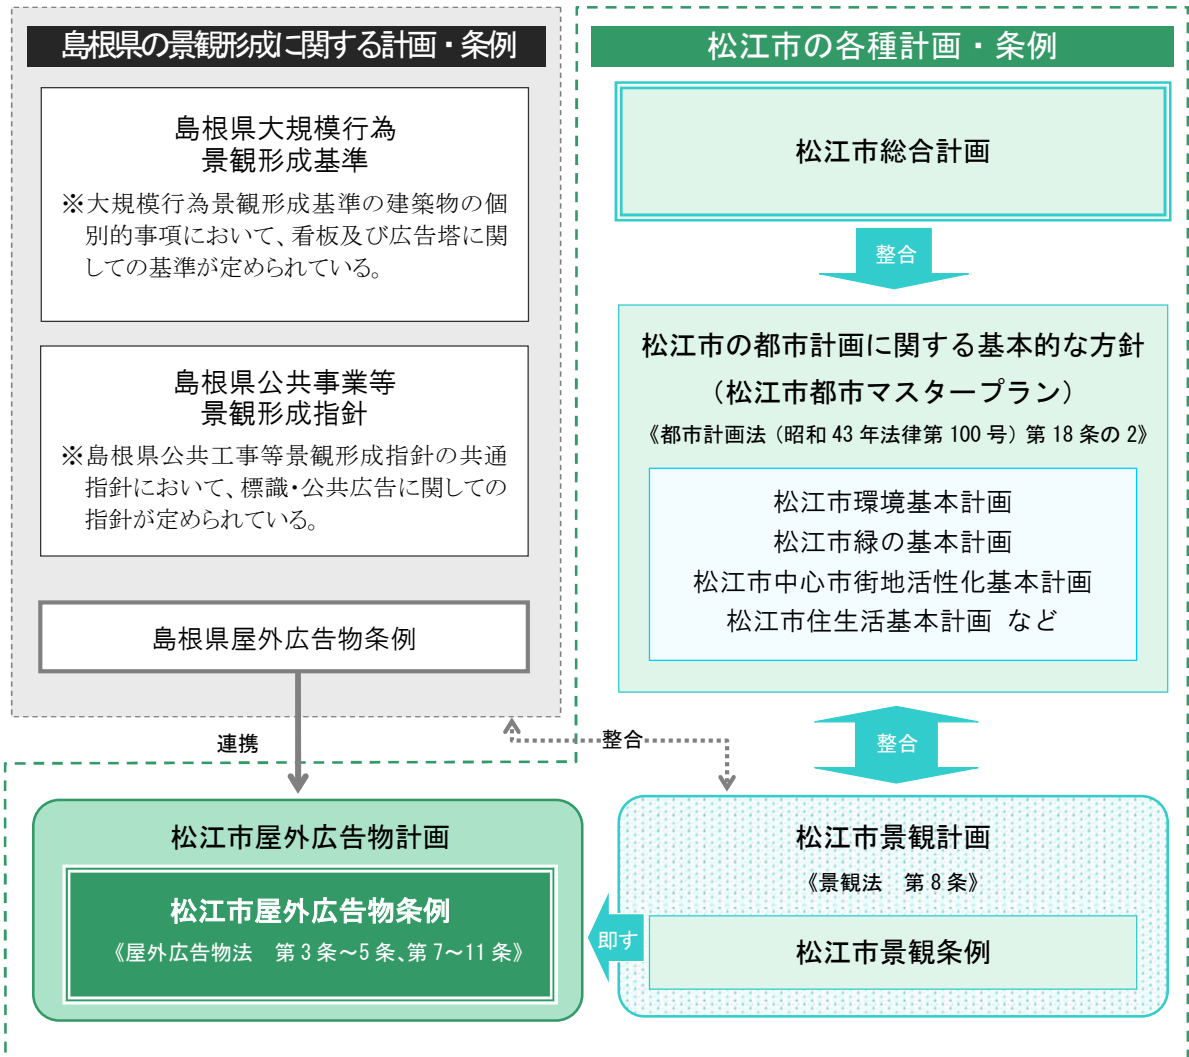 島根県の景観形成に関する計画・条例
島根県大規模行為
景観形成基準
※大規模行為景観形成基準の建築物の個
別的事項において、看板及び広告塔に関
しての基準が定められている。
島根県公共事業等
景観形成指針
※島根県公共工事等景観形成指針の共通
指針において、標識・公共広告に関しての
指針が定められている。
島根県屋外広告物条例
連携
整合
松江市の各種計画・条例
松江市総合計画
整合
松江市の都市計画に関する基本的な方針
（松江市都市マスタープラン）
《都市計画法（昭和 43 年法律第 100 号）第 18 条の 2》
松江市環境基本計画
松江市緑の基本計画
松江市中心市街地活性化基本計画
松江市住生活基本計画 など
整合
松江市屋外広告物計画
松江市屋外広告物条例
《屋外広告物法　第 3 条～5 条、第 7～11 条》
即す
松江市景観計画
《景観法　第 8 条》
松江市景観条例